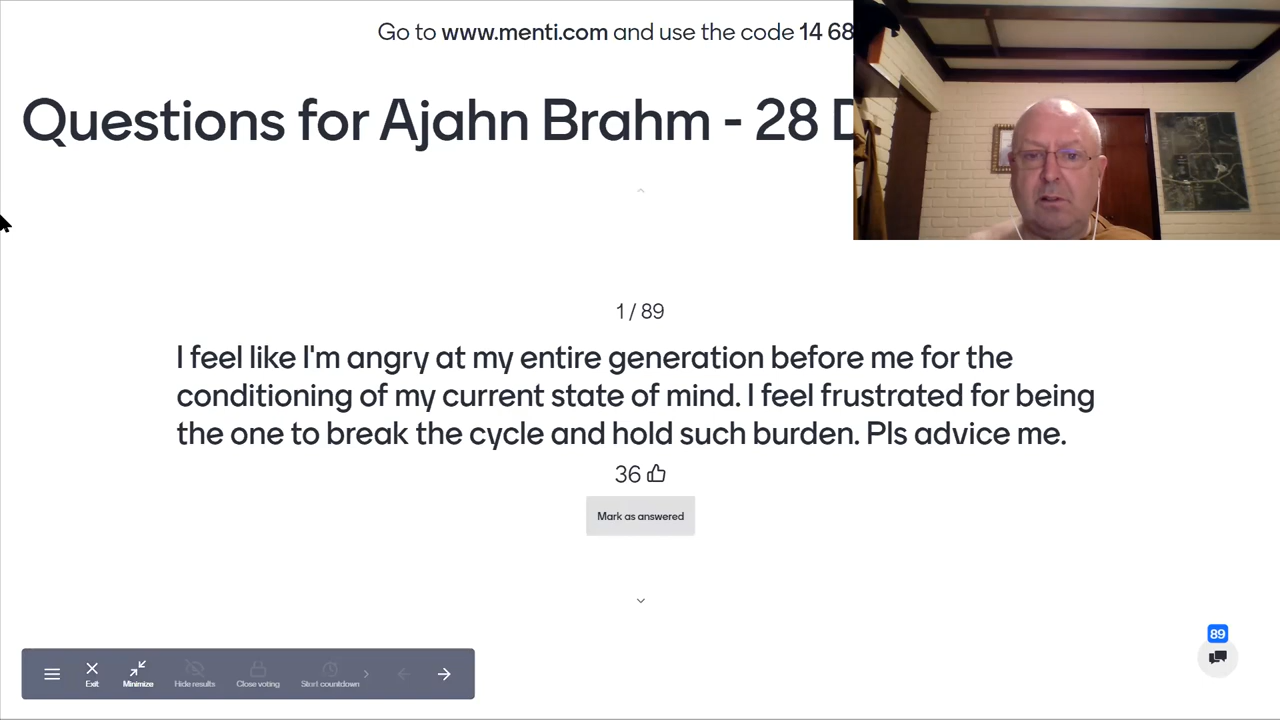 Go to www.menti.com and use the code 14 68
Questions for Ajahn Brahm - 28 D
1 / 89
I feel like I'm angry at my entire generation before me for the
conditioning of my current state of mind. I feel frustrated for being
the one to break the cycle and hold such burden. Pls advice me.
36
Mark as answered
89
Exit
Minimize
Hide results
Close voting
Start countdown